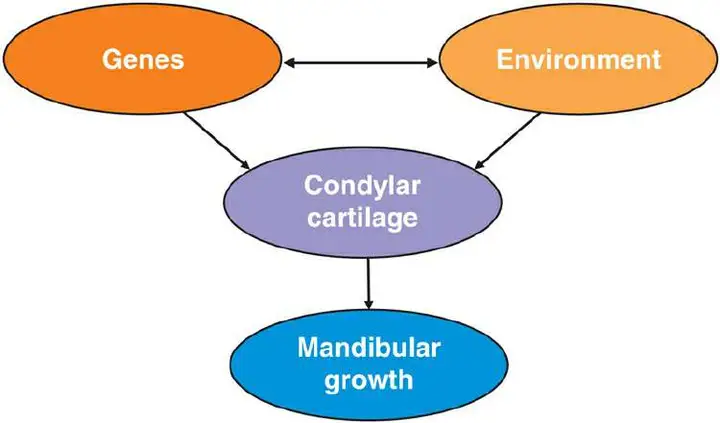 Genes
Environment
Condylar
cartilage
Mandibular
growth